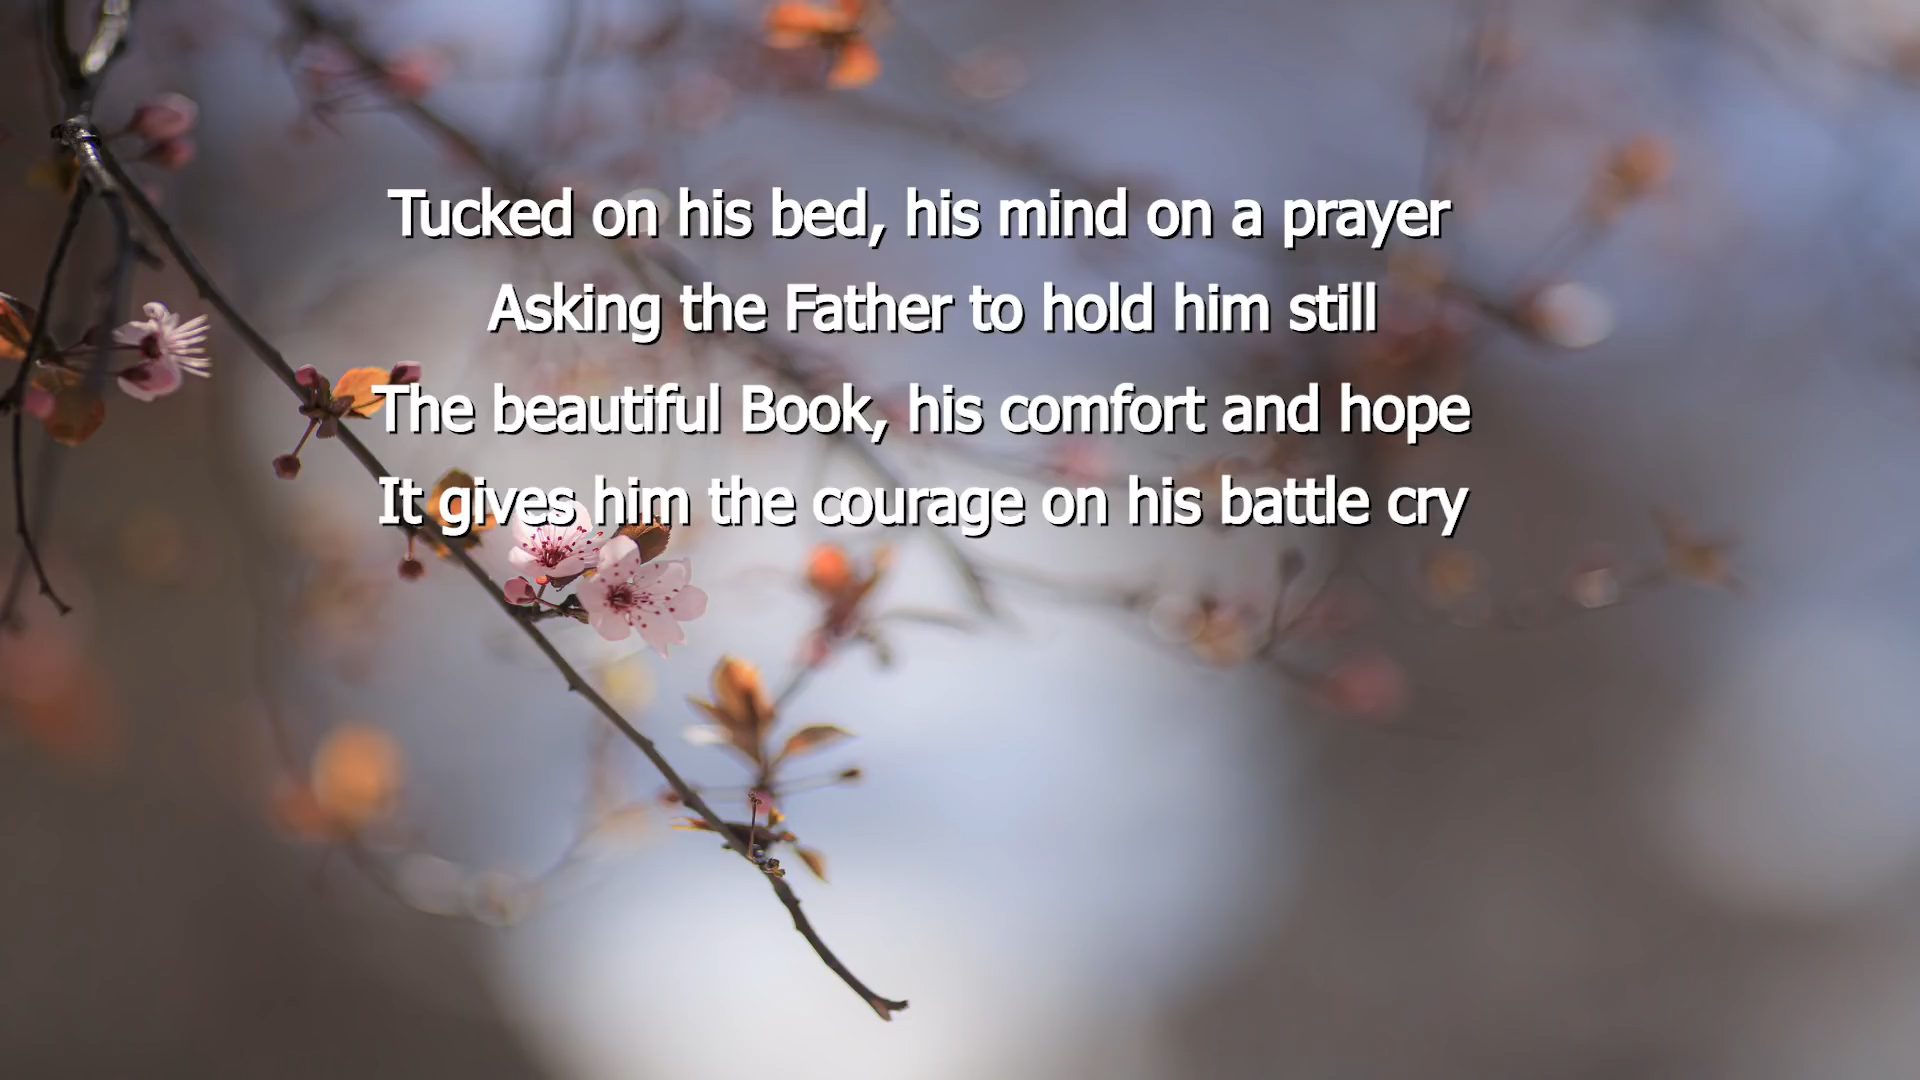 Tucked on his bed, his mind on a prayer
Asking the Father to hold him still
The beautiful Book, his comfort and hope
It gives him the courage on his battle cry